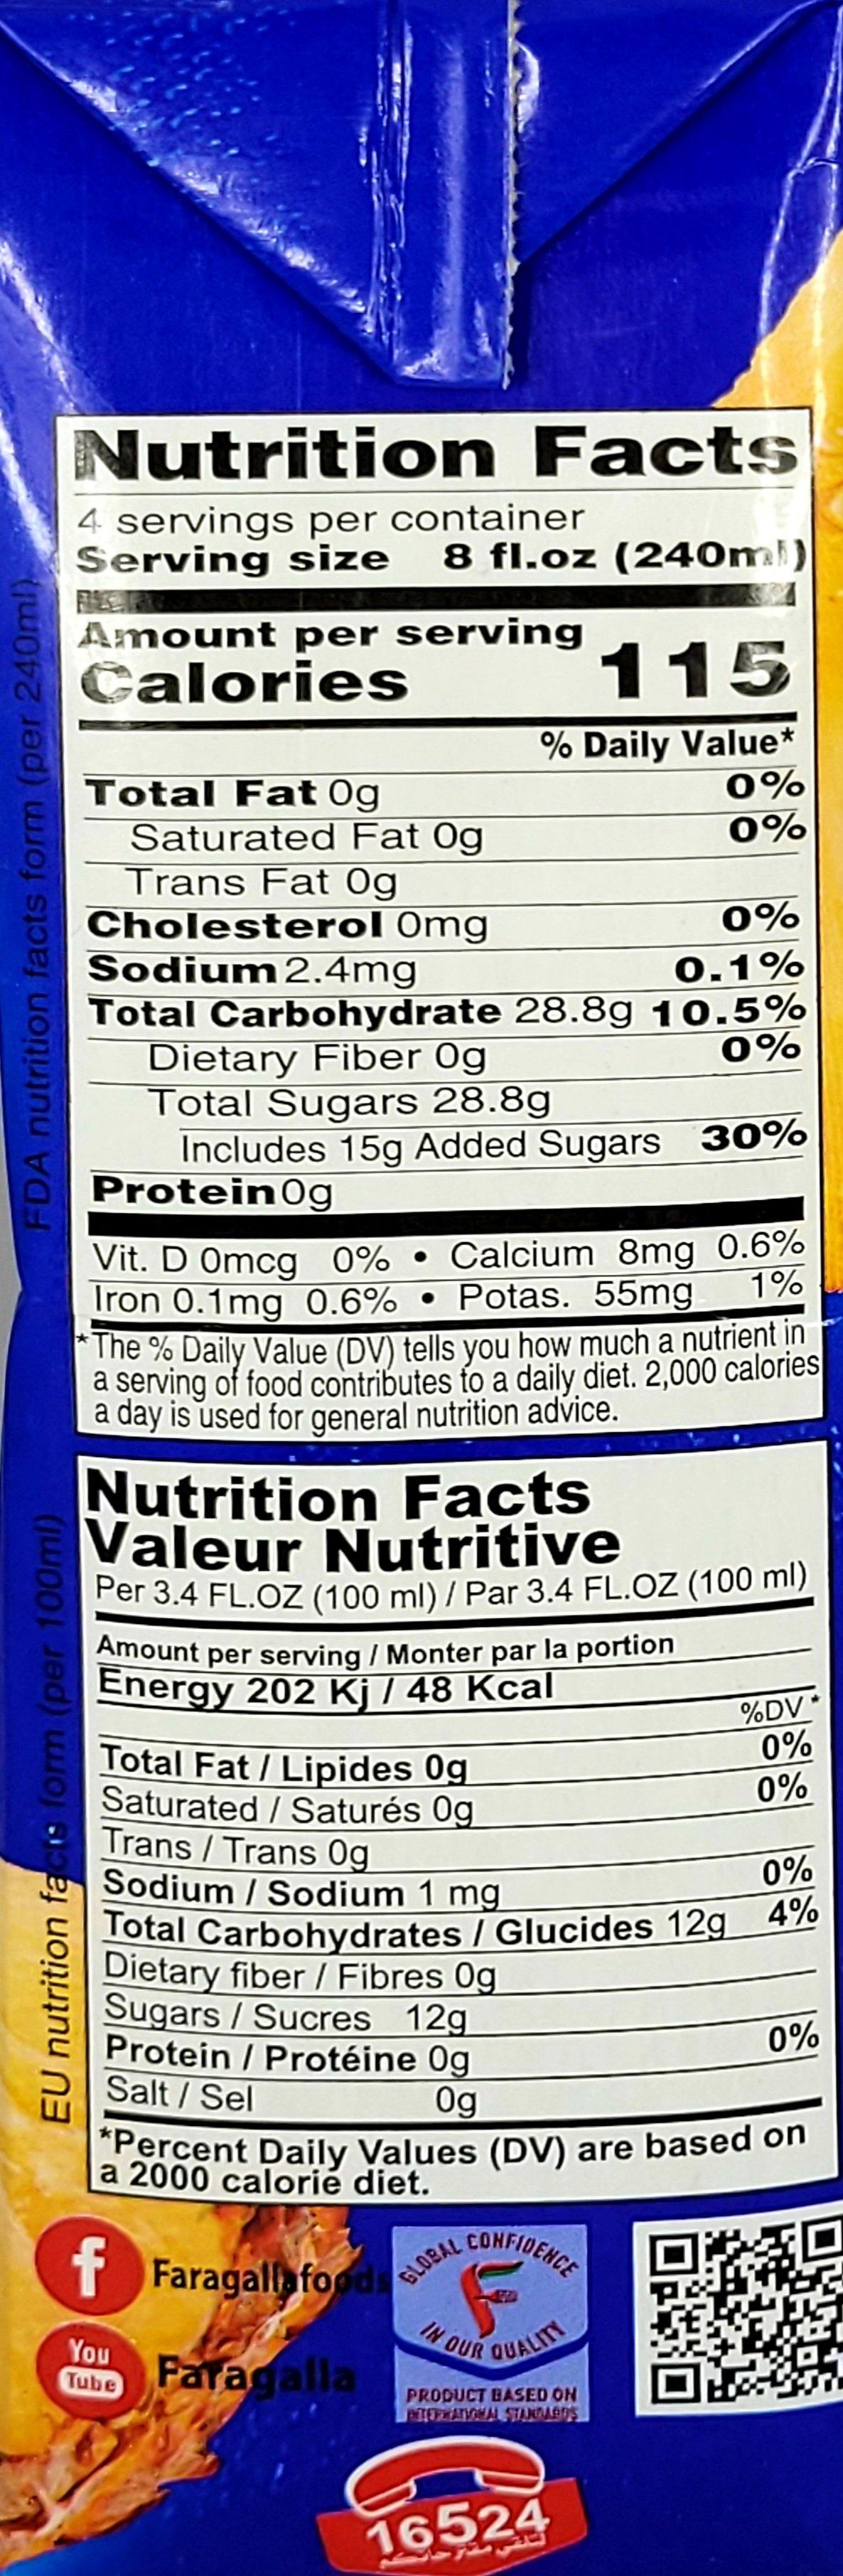 Nutrition Facts
4 servings per container
Serving size 8 fl.oz (240ml)
Amount per serving
Calories 115
% Daily Value*
Total Fat 0g 0%
Saturated Fat 0g 0%
Trans Fat 0g
Cholesterol 0mg 0%
Sodium 2.4mg 0.1%
Total Carbohydrate 28.8g 10.5%
Dietary Fiber 0g 0%
Total Sugars 28.8g
Includes 15g Added Sugars 30%
Protein 0g
Vit. D 0mcg 0% • Calcium 8mg 0.6%
Iron 0.1mg 0.6% • Potas. 55mg 1%
*The % Daily Value (DV) tells you how much a nutrient in
a serving of food contributes to a daily diet. 2,000 calories
a day is used for general nutrition advice.
FDA nutrition facts form (per 240ml)
Nutrition Facts
Valeur Nutritive
Per 3.4 FL.OZ (100 ml) / Par 3.4 FL.OZ (100 ml)
Amount per serving / Monter par la portion
Energy 202 Kj / 48 Kcal
%DV*
Total Fat / Lipides 0g 0%
Saturated / Saturés 0g 0%
Trans / Trans 0g
Sodium / Sodium 1 mg 0%
Total Carbohydrates / Glucides 12g 4%
Dietary fiber / Fibres 0g
Sugars / Sucres 12g
Protein / Protéine 0g 0%
Salt / Sel 0g
*Percent Daily Values (DV) are based on
a 2000 calorie diet.
EU nutrition facts form (per 100ml)
f Faragallafoods
You Tube Faragalla
GLOBAL CONFIDENCE
IN OUR QUALITY
PRODUCT BASED ON
INTERNATIONAL STANDARDS
16524